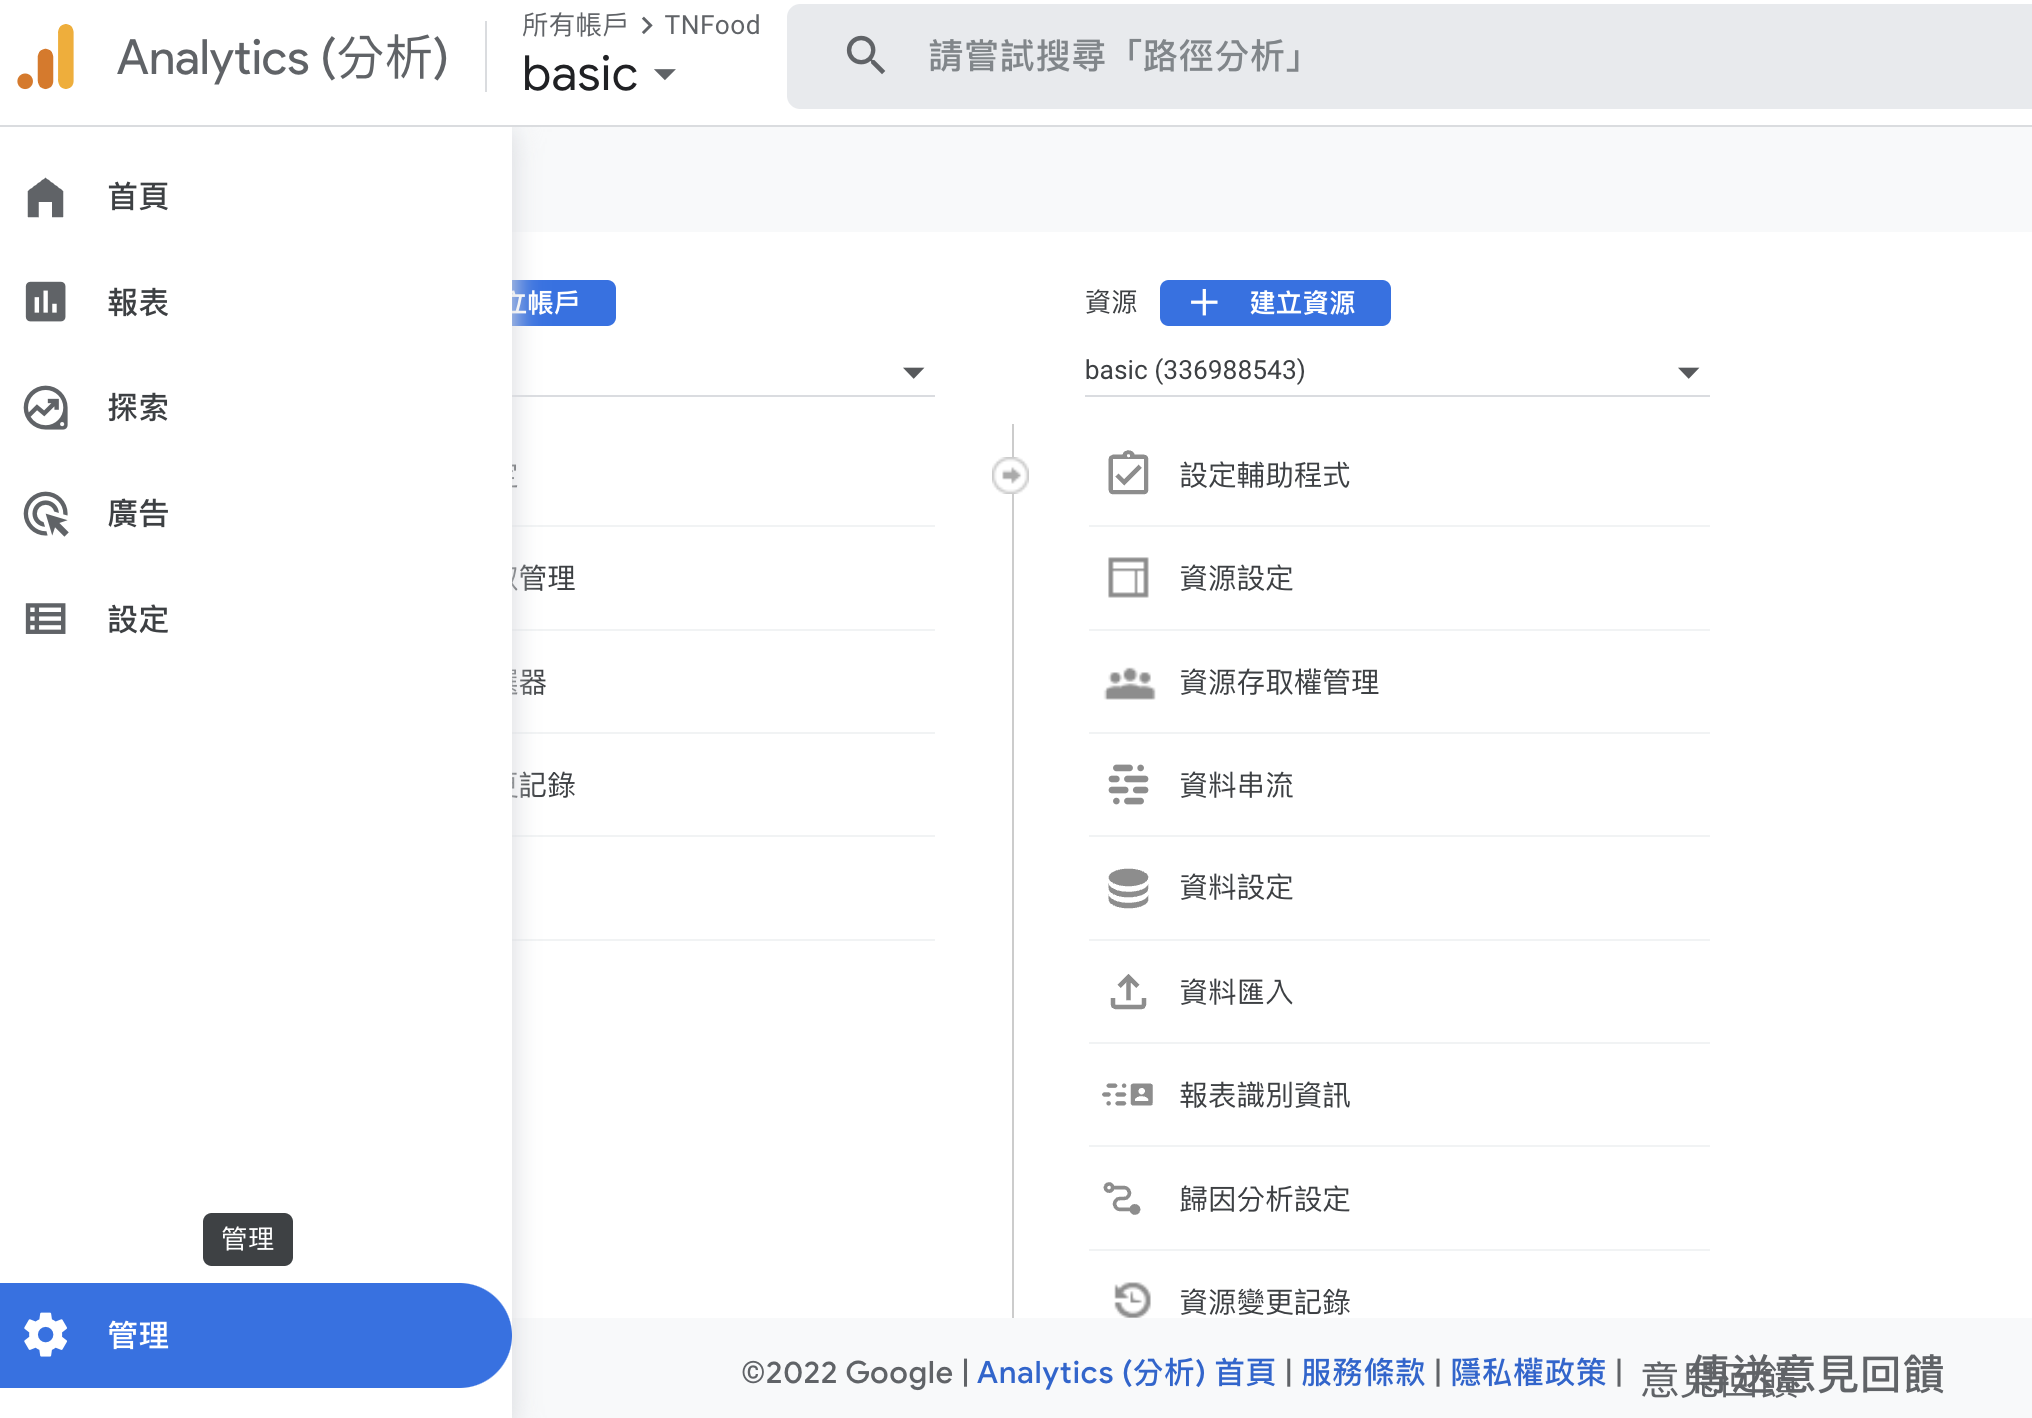 Analytics (分析)
所有帳戶 > TNFood
basic
請嘗試搜尋「路徑分析」
首頁
報表
探索
廣告
設定
管理
管理
立帳戶
管理
器
記錄
資源
建立資源
basic (336988543)
設定輔助程式
資源設定
資源存取權管理
資料串流
資料設定
資料匯入
報表識別資訊
歸因分析設定
資源變更記錄
©2022 Google | Analytics (分析) 首頁 | 服務條款 | 隱私權政策 | 意見回饋
傳送意見回饋